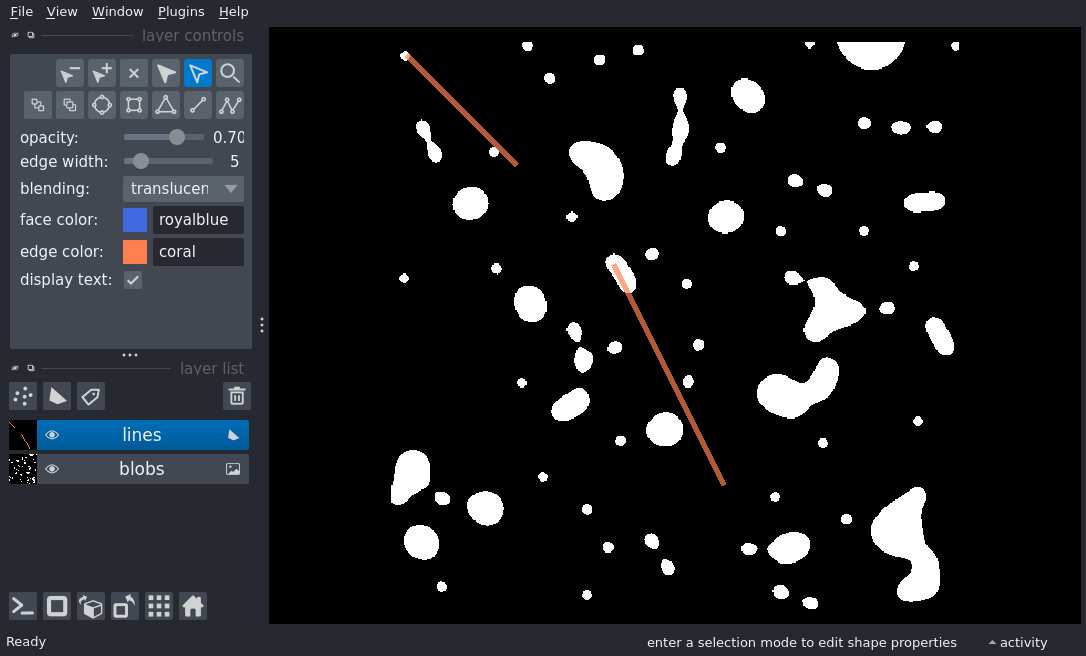 File View Window Plugins Help
layer controls
opacity: 0.70
edge width: 5
blending: translucen
face color: royalblue
edge color: coral
display text:
layer list
lines
blobs
Ready enter a selection mode to edit shape properties activity